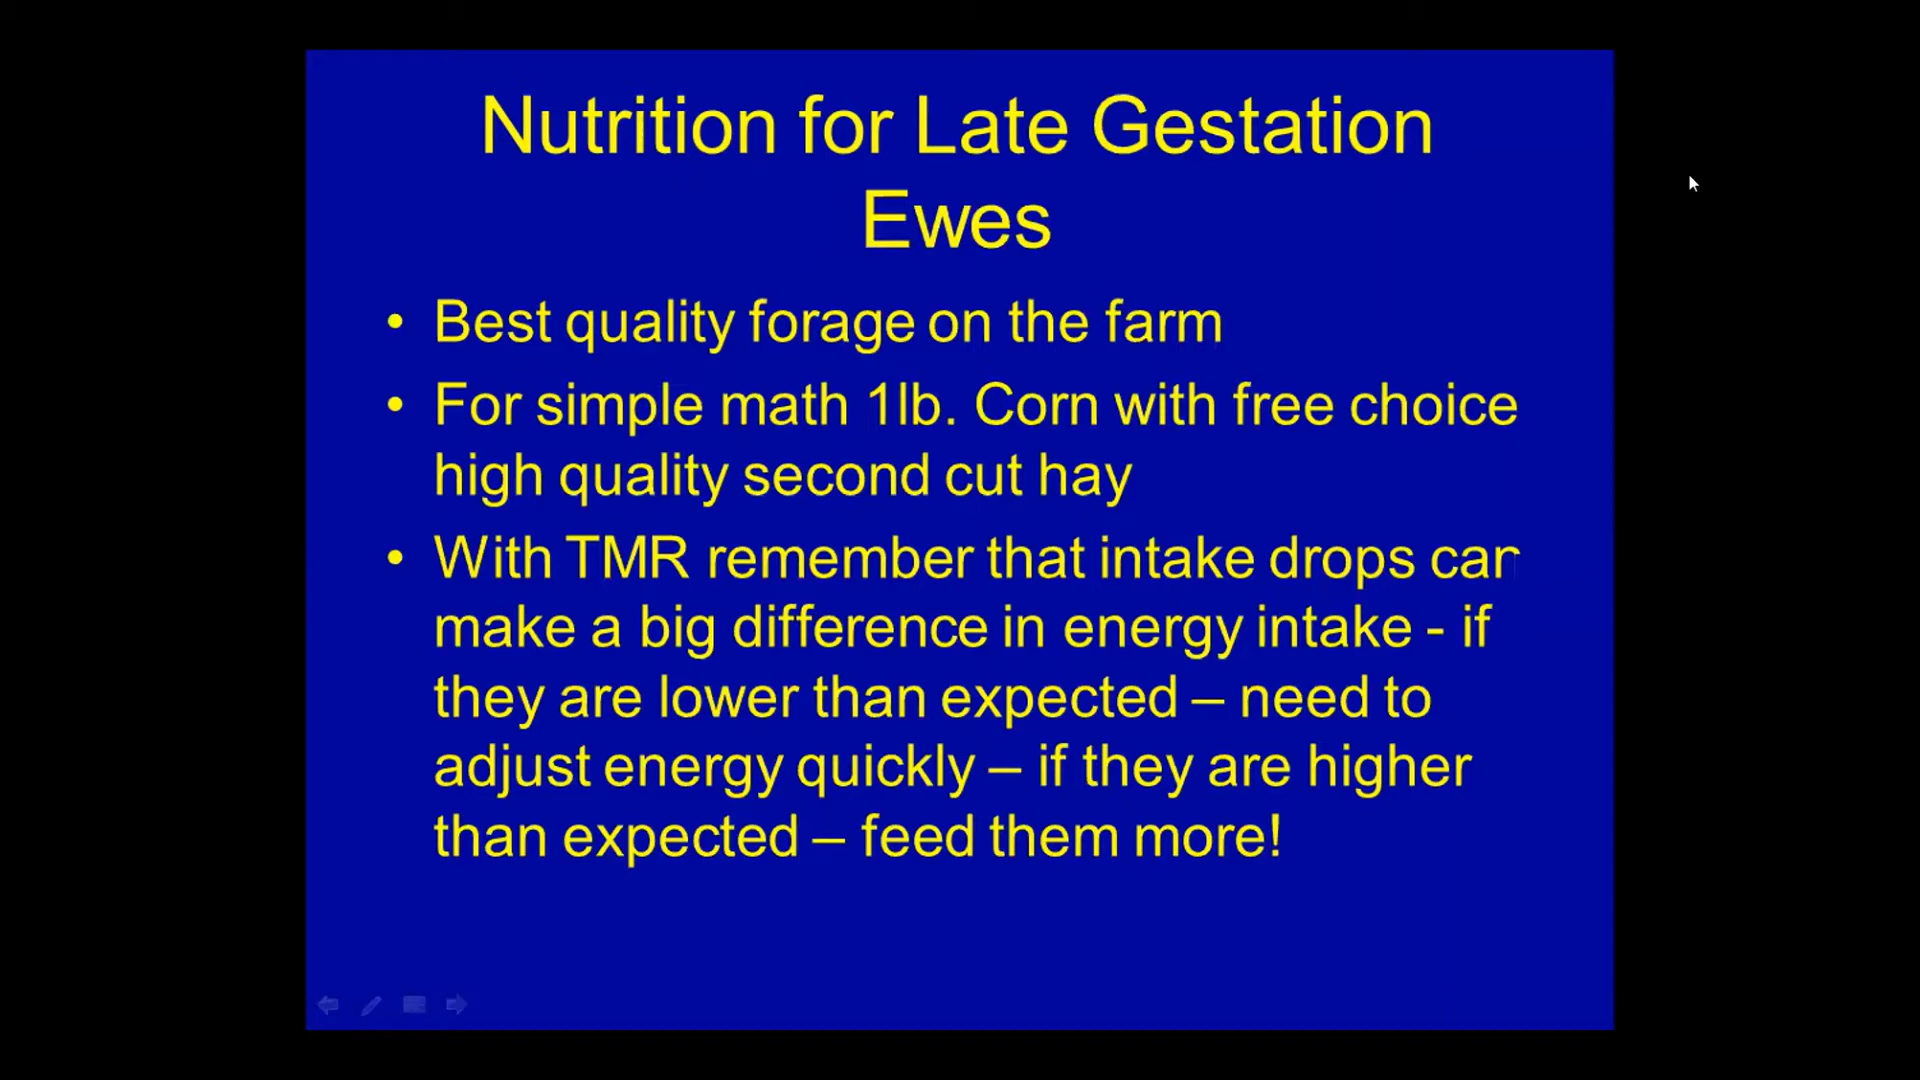 Nutrition for Late Gestation
Ewes
• Best quality forage on the farm
• For simple math 1lb. Corn with free choice
high quality second cut hay
• With TMR remember that intake drops can
make a big difference in energy intake - if
they are lower than expected – need to
adjust energy quickly – if they are higher
than expected – feed them more!